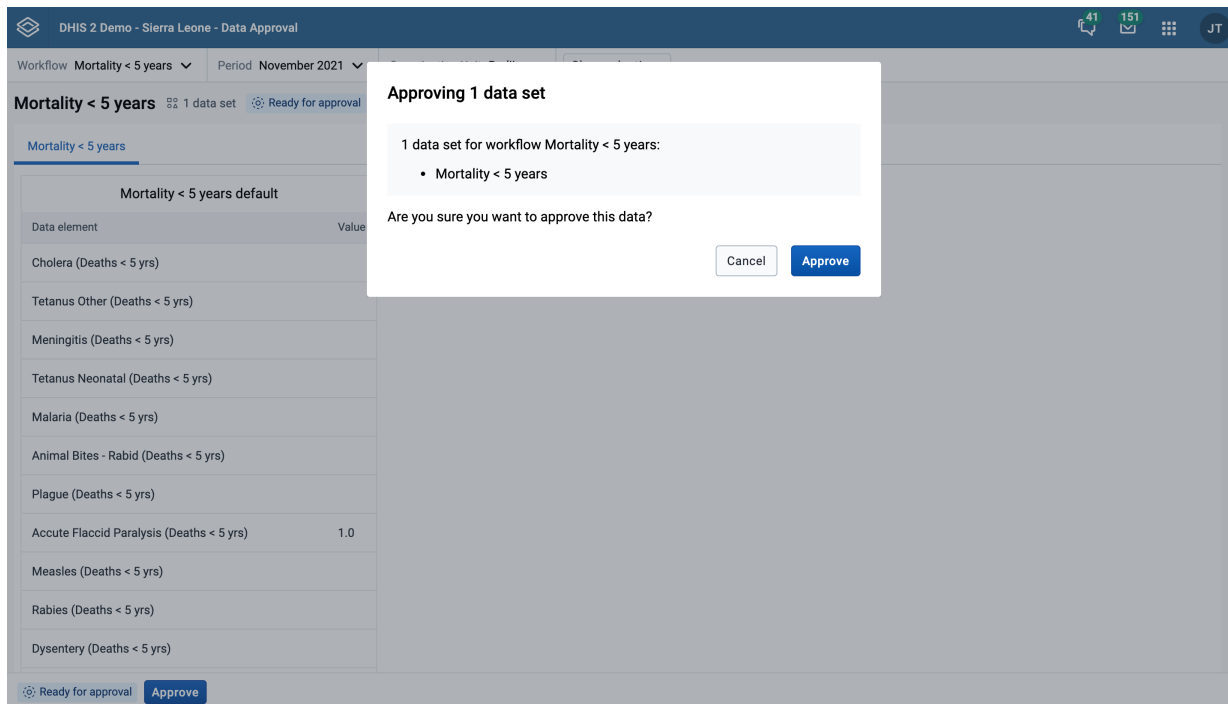 DHIS 2 Demo - Sierra Leone - Data Approval
41
151
JT
Workflow Mortality < 5 years
Period November 2021
Mortality < 5 years
1 data set
Ready for approval
Mortality < 5 years
Approving 1 data set
1 data set for workflow Mortality < 5 years:
• Mortality < 5 years
Are you sure you want to approve this data?
Cancel
Approve
Mortality < 5 years default
Data element
Value
Cholera (Deaths < 5 yrs)
Tetanus Other (Deaths < 5 yrs)
Meningitis (Deaths < 5 yrs)
Tetanus Neonatal (Deaths < 5 yrs)
Malaria (Deaths < 5 yrs)
Animal Bites - Rabid (Deaths < 5 yrs)
Plague (Deaths < 5 yrs)
Accute Flaccid Paralysis (Deaths < 5 yrs) 1.0
Measles (Deaths < 5 yrs)
Rabies (Deaths < 5 yrs)
Dysentery (Deaths < 5 yrs)
Ready for approval
Approve